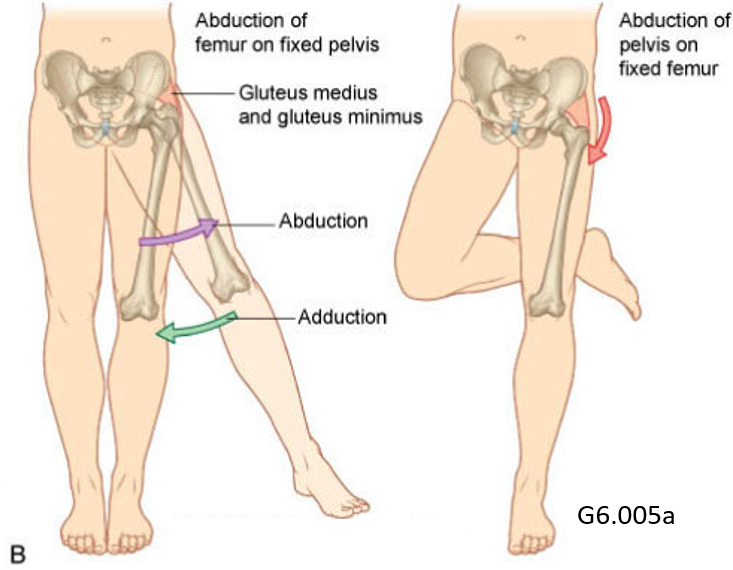 Abduction of
femur on fixed pelvis
Gluteus medius
and gluteus minimus
Abduction
Adduction
Abduction of
pelvis on
fixed femur
G6.005a
B